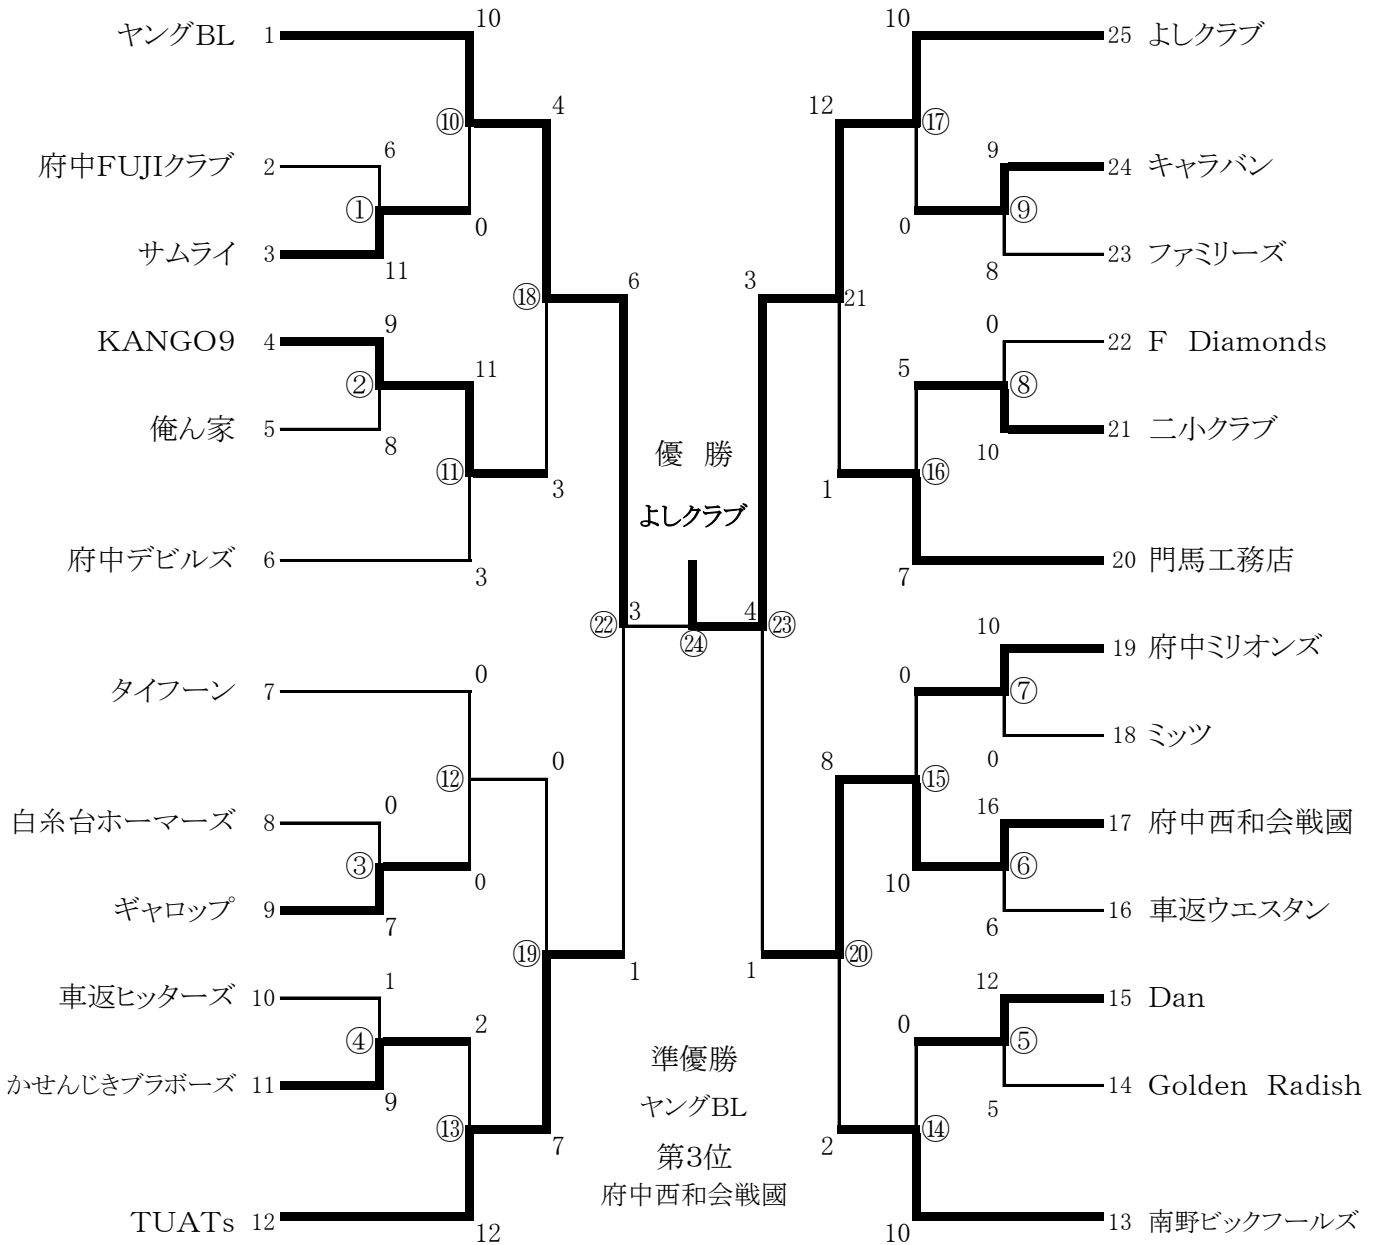 10
ヤングBL 1
4
⑩
6
府中FUJIクラブ 2
①
0
サムライ 3
11
6
⑱
9
KANGO9 4
11
②
俺ん家 5
8
⑪
3
府中デビルズ 6
3
3
㉒
0
タイフーン 7
0
⑫
0
白糸台ホーマーズ 8
③
0
ギャロップ 9
7
⑲
1
1
車返ヒッターズ 10
2
④
かせんじきブラボーズ 11
9
⑬
7
TUATs 12
12
優 勝
よしクラブ
㉔
準優勝
ヤングBL
第3位
府中西和会戦國
10
25 よしクラブ
12
⑰
9
24 キャラバン
0
⑨
23 ファミリーズ
8
3
21
0
22 F Diamonds
5
⑧
21 二小クラブ
10
⑯
1
20 門馬工務店
7
4
㉓
10
19 府中ミリオンズ
0
⑦
18 ミッツ
0
8
⑮
16
17 府中西和会戦國
⑥
10
16 車返ウエスタン
6
⑳
1
12
15 Dan
0
⑤
14 Golden Radish
5
⑭
2
13 南野ビックフールズ
10